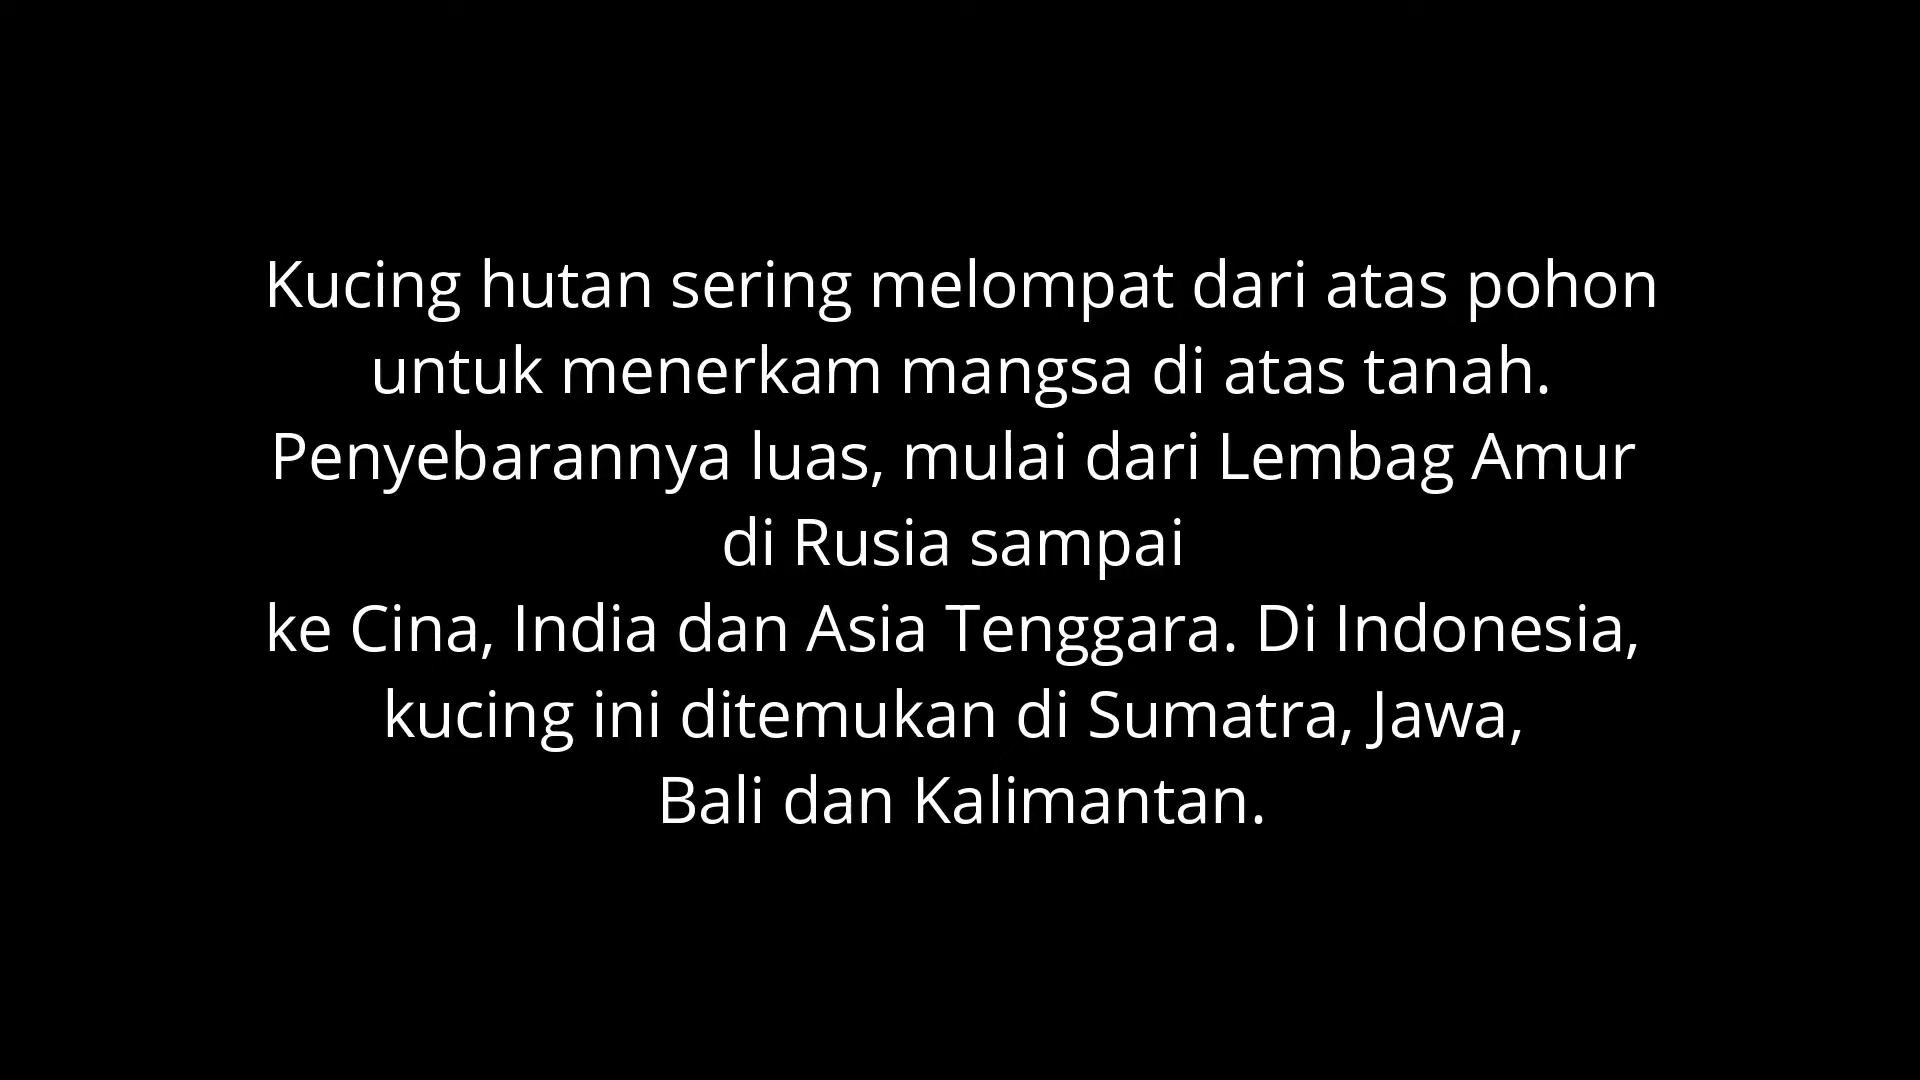 Kucing hutan sering melompat dari atas pohon
untuk menerkam mangsa di atas tanah.
Penyebarannya luas, mulai dari Lembag Amur
di Rusia sampai
ke Cina, India dan Asia Tenggara. Di Indonesia,
kucing ini ditemukan di Sumatra, Jawa,
Bali dan Kalimantan.